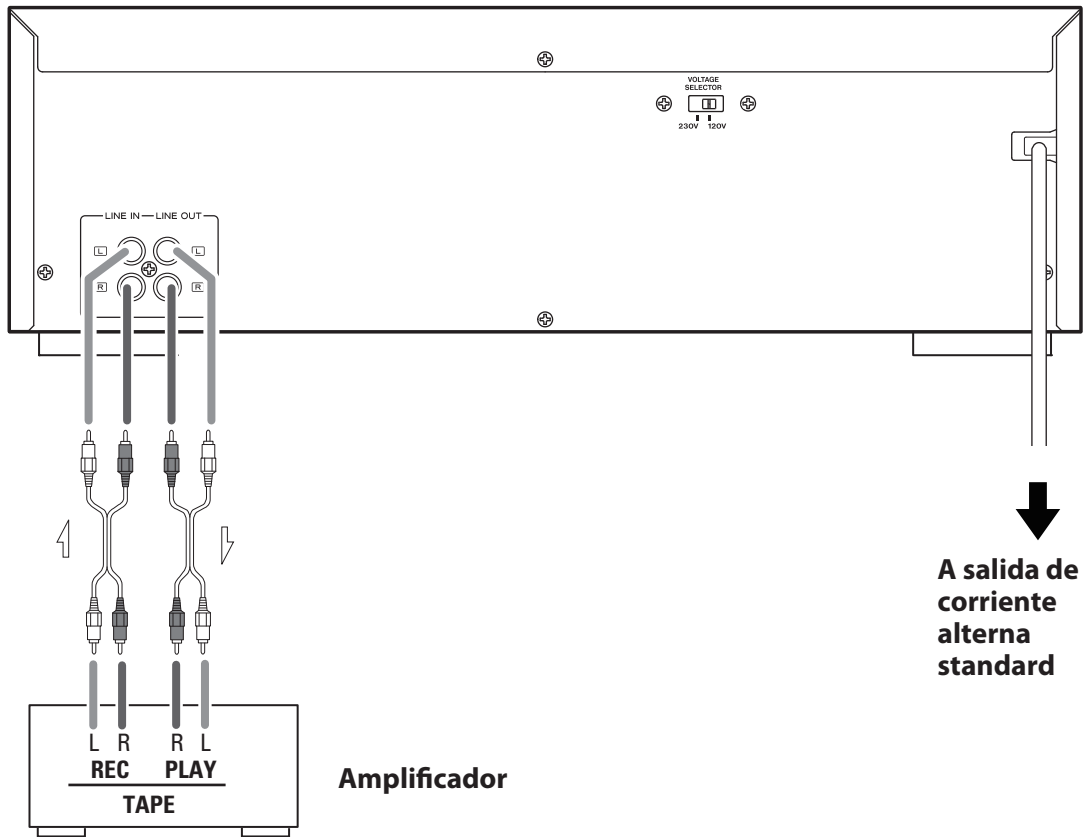 VOLTAGE
SELECTOR
230V 120V
LINE IN LINE OUT
L L
R R
A salida de
corriente
alterna
standard
L R R L
REC PLAY
TAPE
Amplificador